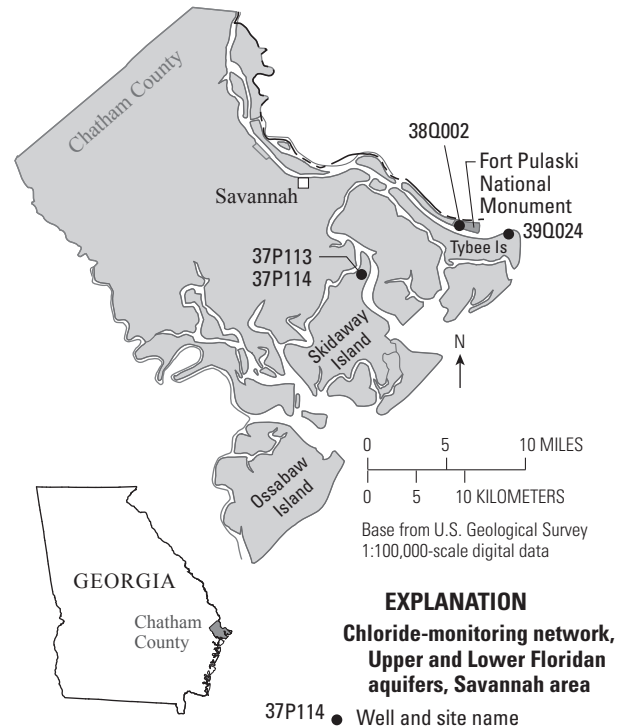 Chatham County
38Q002
Fort Pulaski
National
Monument
Savannah
39Q024
Tybee Is
37P113
37P114
Skidaway
Island
N
0 5 10 MILES
0 5 10 KILOMETERS
Ossabaw
Island
Base from U.S. Geological Survey
1:100,000-scale digital data
GEORGIA
Chatham
County
EXPLANATION
Chloride-monitoring network,
Upper and Lower Floridan
aquifers, Savannah area
37P114 Well and site name